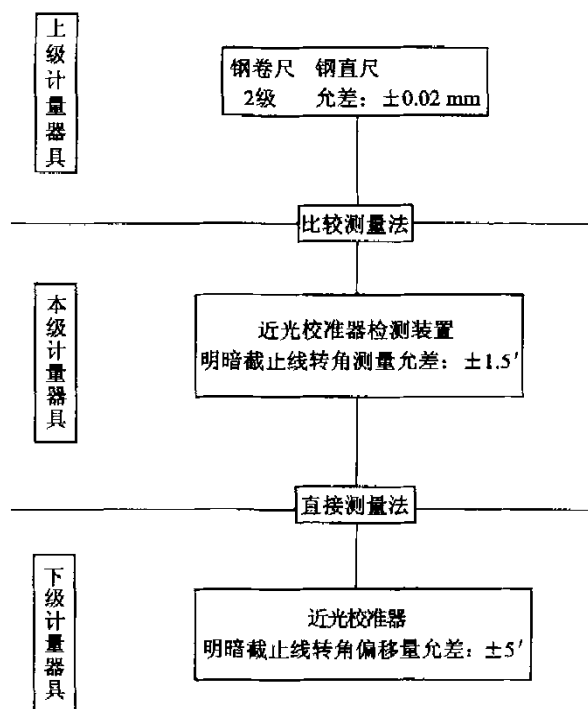 上级计量器具
钢卷尺 钢直尺
2级 允差：±0.02 mm
比较测量法
本级计量器具
近光校准器检测装置
明暗截止线转角测量允差：±1.5′
直接测量法
下级计量器具
近光校准器
明暗截止线转角偏移量允差：±5′